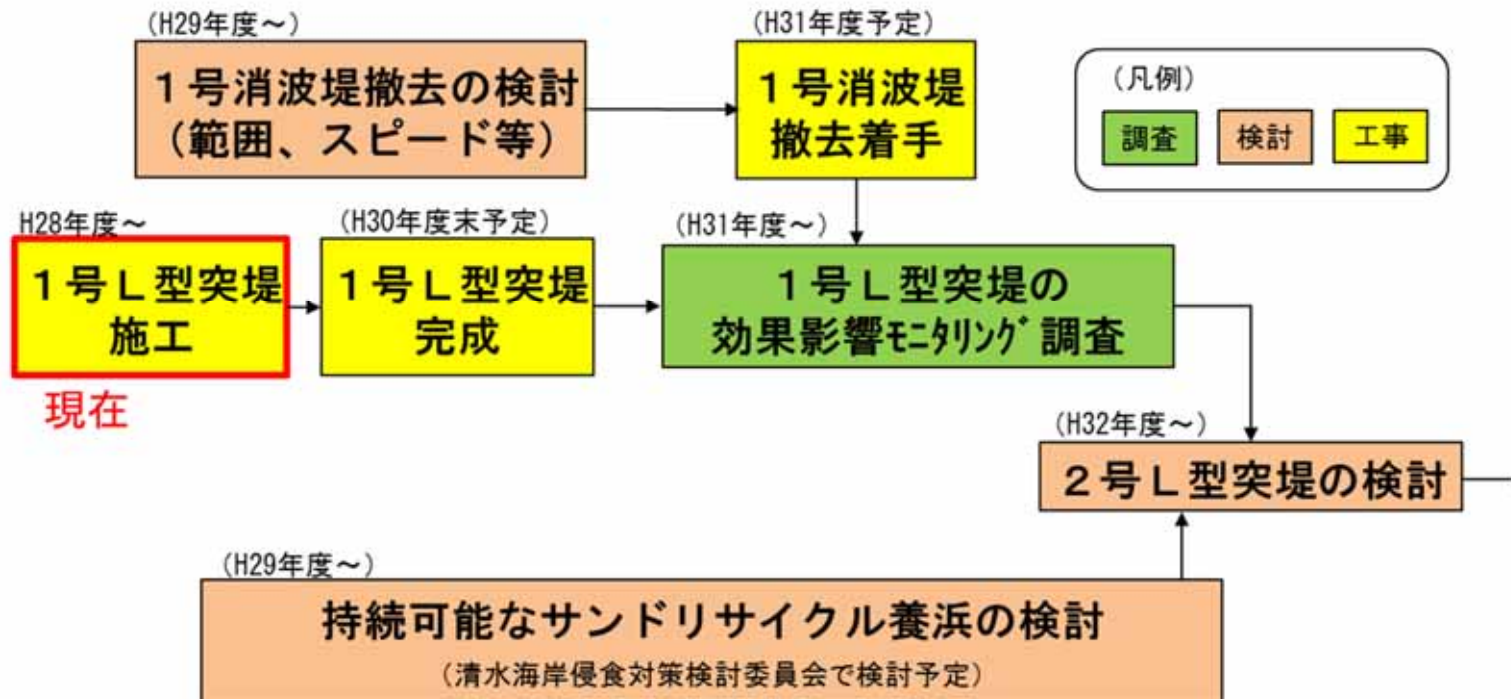 (H29年度～)
１号消波堤撤去の検討
（範囲、スピード等）
(H31年度予定)
１号消波堤
撤去着手
(凡例)
調査
検討
工事
H28年度～
１号Ｌ型突堤
施工
現在
(H30年度末予定)
１号Ｌ型突堤
完成
(H31年度～)
１号Ｌ型突堤の
効果影響ﾓﾆﾀﾘﾝｸﾞ調査
(H32年度～)
２号Ｌ型突堤の検討
(H29年度～)
持続可能なサンドリサイクル養浜の検討
（清水海岸侵食対策検討委員会で検討予定）